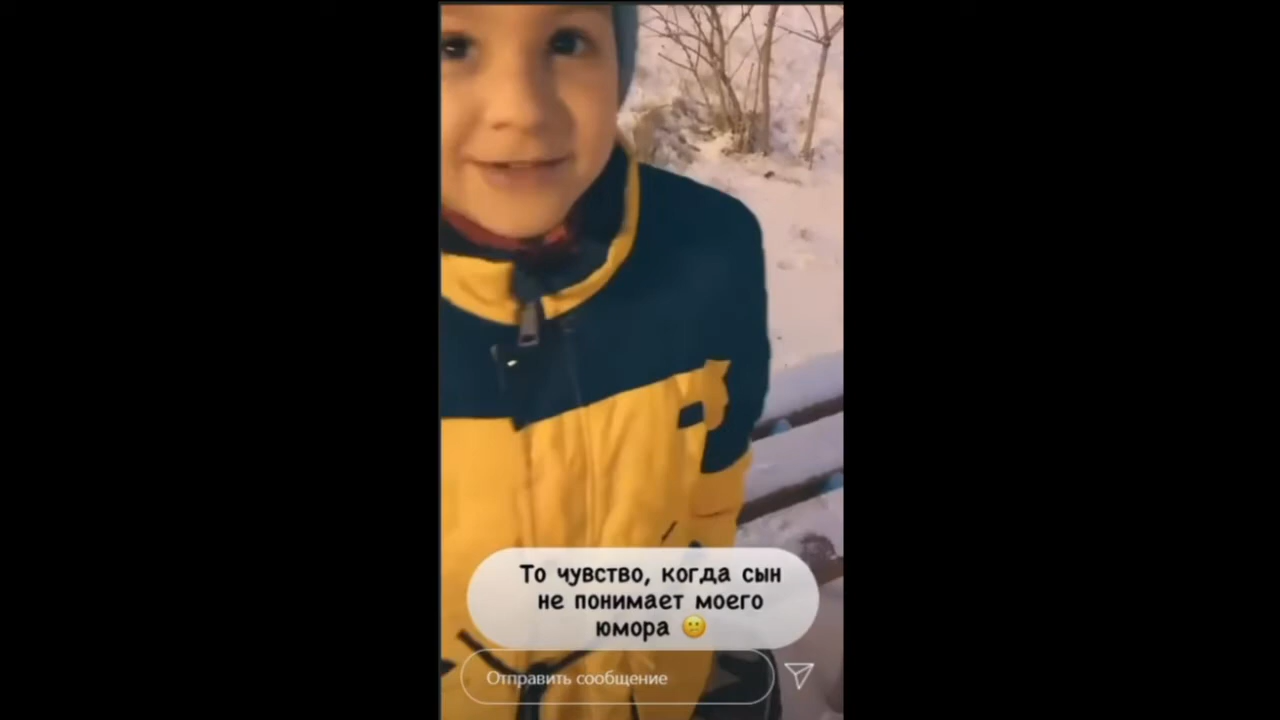 То чувство, когда сын
не понимает моего
юмора 🫤
Отправить сообщение